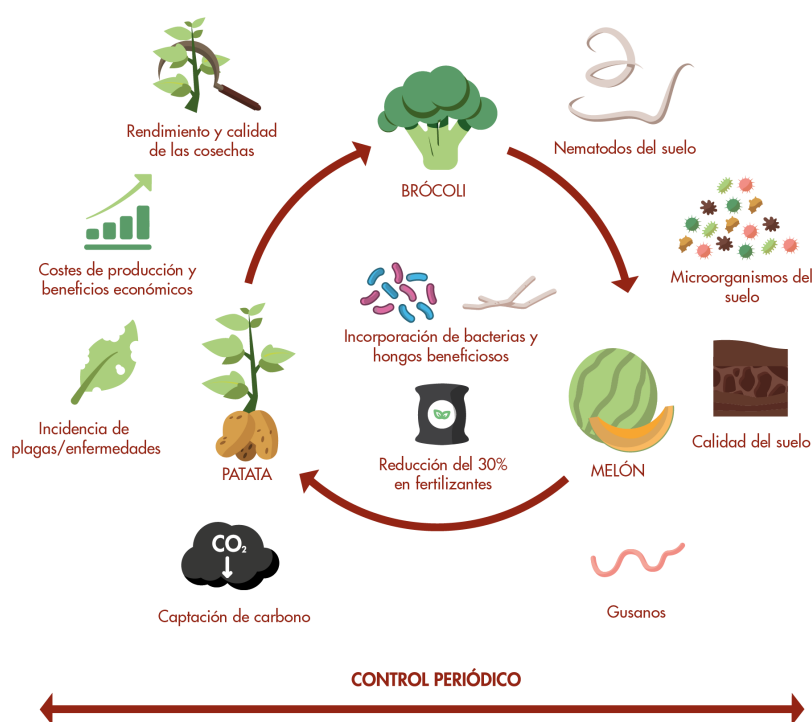 Rendimiento y calidad
de las cosechas
BRÓCOLI
Nematodos del suelo
Costes de producción y
beneficios económicos
Microorganismos del
suelo
Incorporación de bacterias y
hongos beneficiosos
Incidencia de
plagas/enfermedades
PATATA
Reducción del 30%
en fertilizantes
MELÓN
Calidad del suelo
CO2
Captación de carbono
Gusanos
CONTROL PERIÓDICO